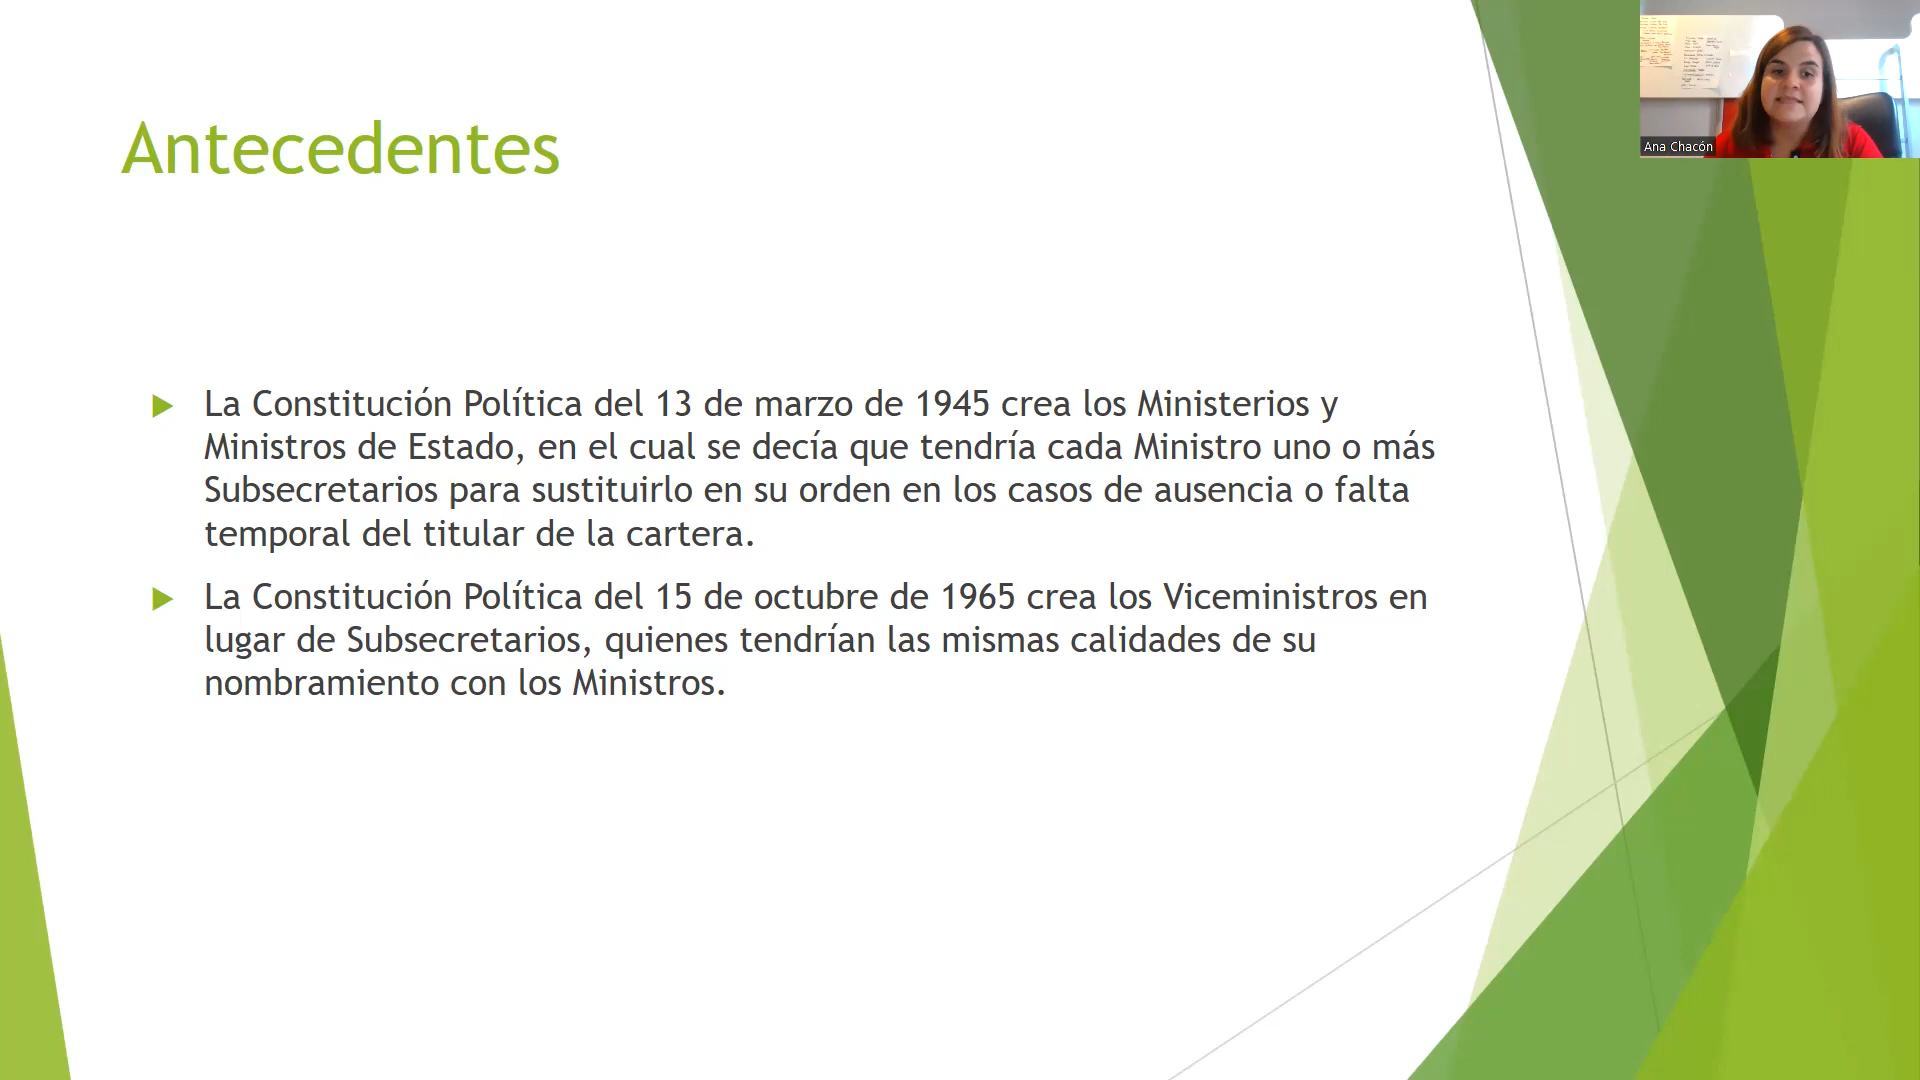 Ana Chacón
Antecedentes
La Constitución Política del 13 de marzo de 1945 crea los Ministerios y
Ministros de Estado, en el cual se decía que tendría cada Ministro uno o más
Subsecretarios para sustituirlo en su orden en los casos de ausencia o falta
temporal del titular de la cartera.
La Constitución Política del 15 de octubre de 1965 crea los Viceministros en
lugar de Subsecretarios, quienes tendrían las mismas calidades de su
nombramiento con los Ministros.